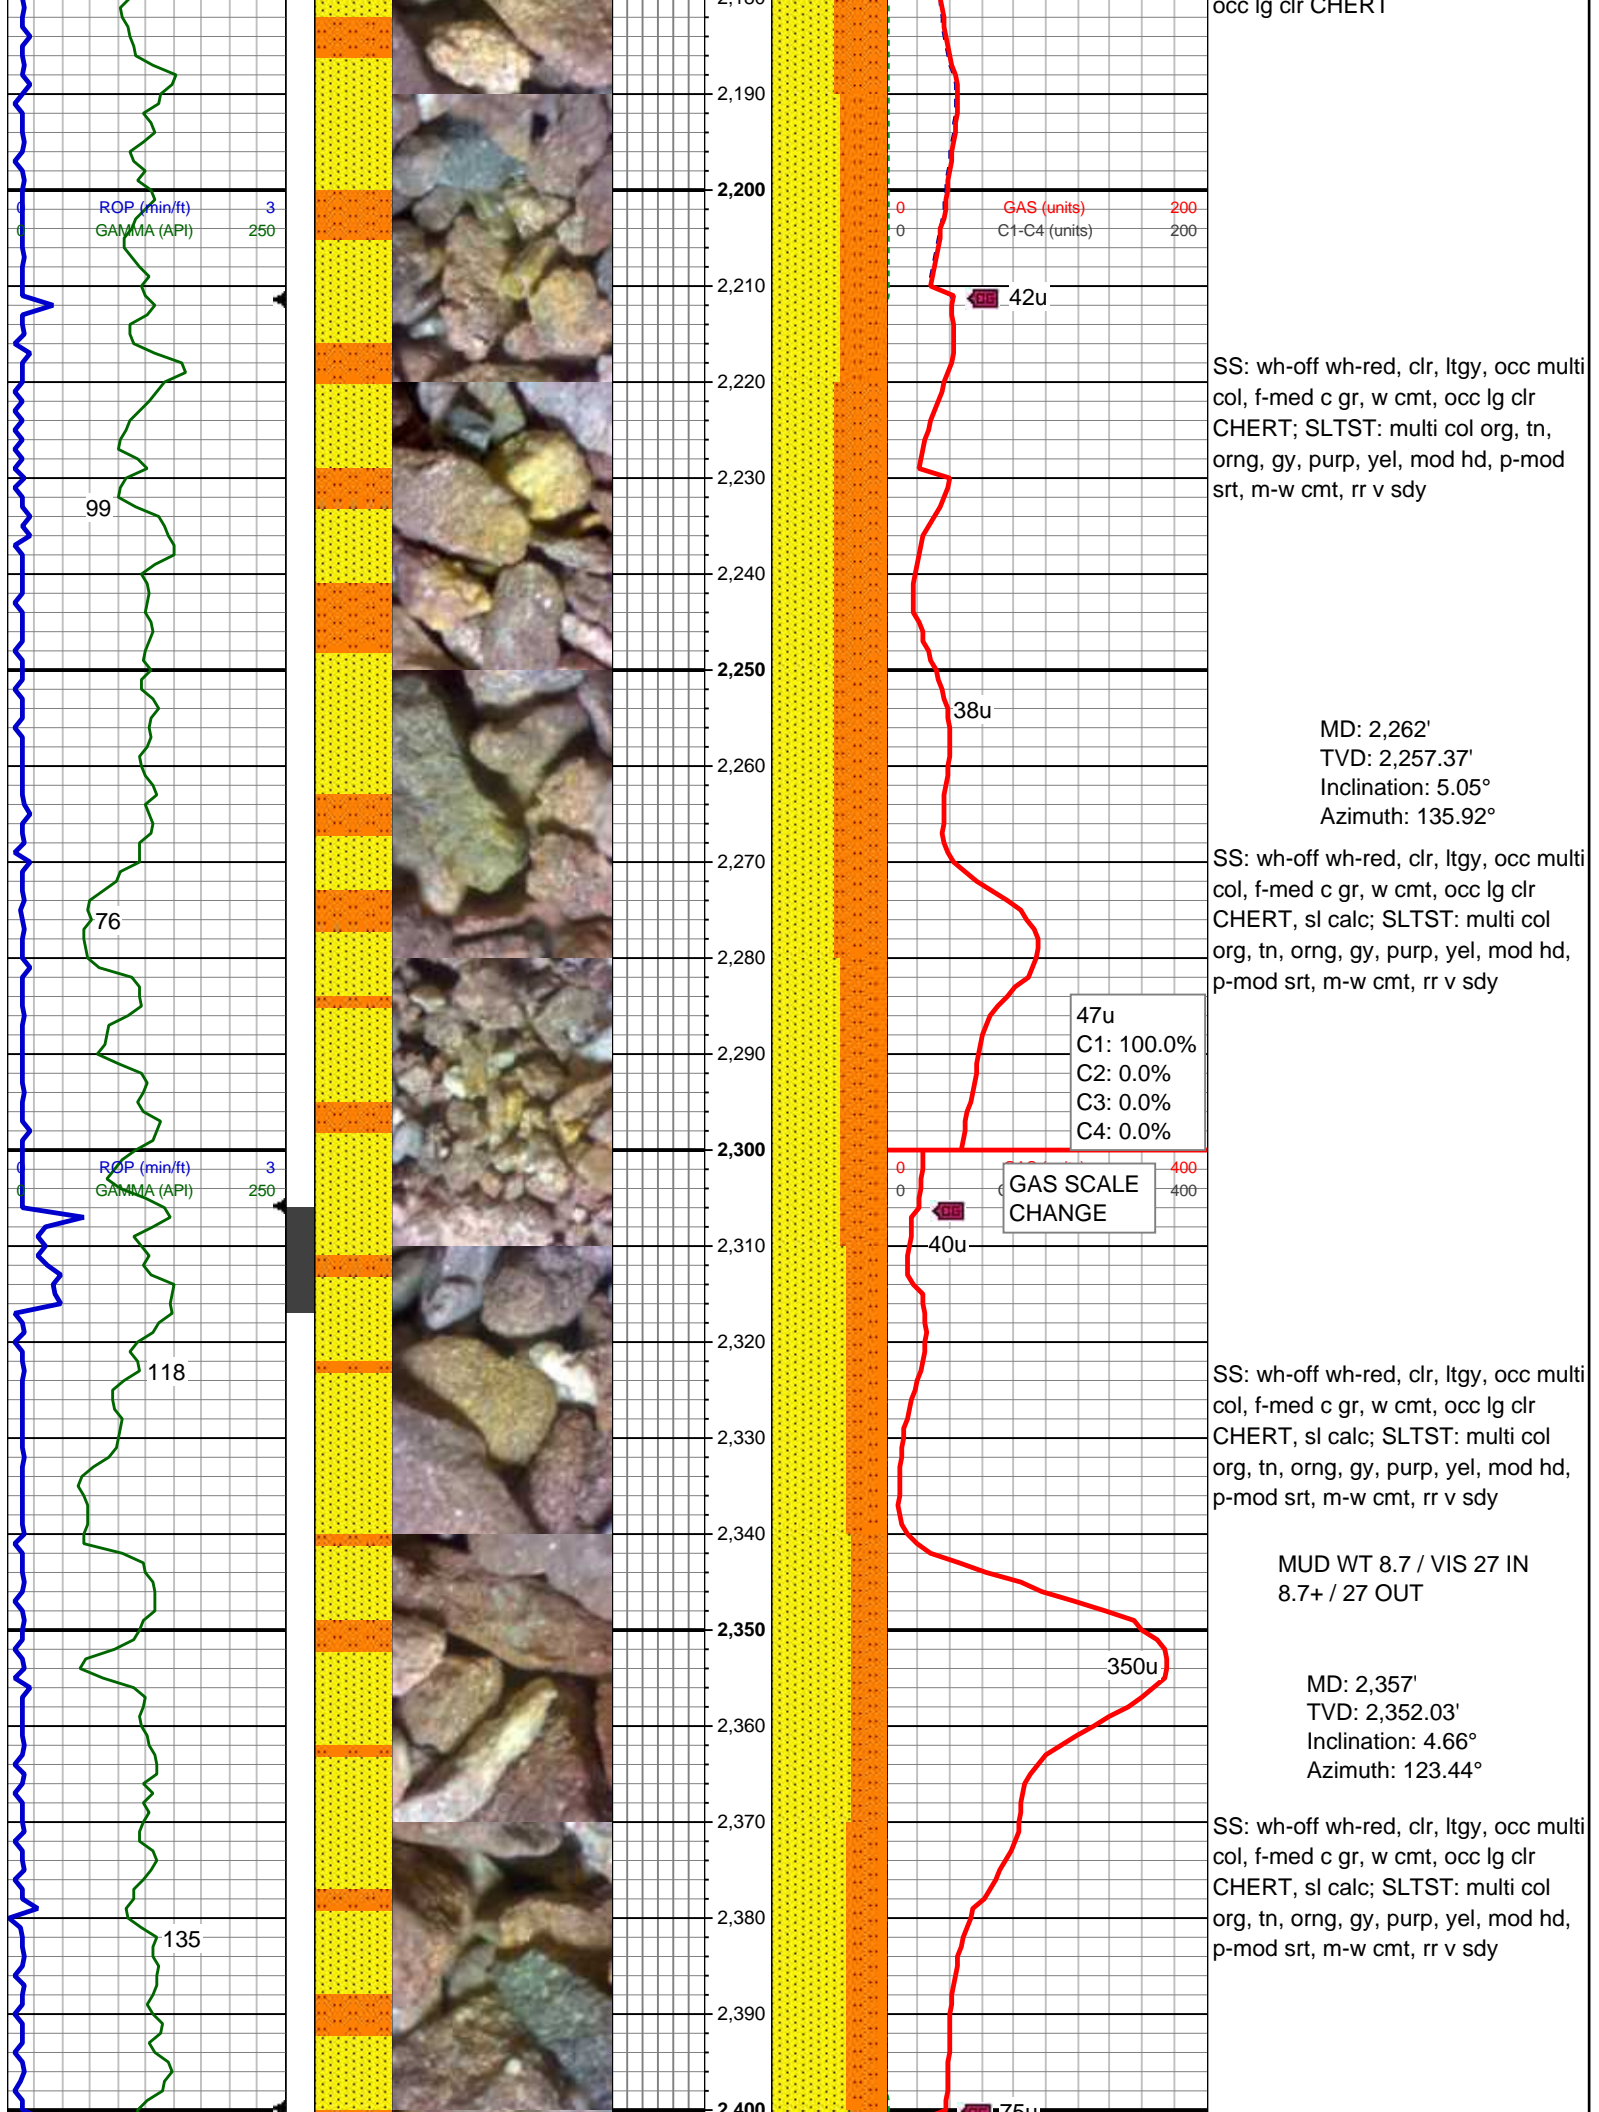 occ lg clr CHERT
2,190
2,200
0 ROP (min/ft) 3
0 GAMMA (API) 250
0 GAS (units) 200
0 C1-C4 (units) 200
2,210
CG 42u
SS: wh-off wh-red, clr, ltgy, occ multi
col, f-med c gr, w cmt, occ lg clr
CHERT; SLTST: multi col org, tn,
orng, gy, purp, yel, mod hd, p-mod
srt, m-w cmt, rr v sdy
2,220
2,230
99
2,240
2,250
38u
MD: 2,262'
TVD: 2,257.37'
Inclination: 5.05°
Azimuth: 135.92°
2,260
2,270
SS: wh-off wh-red, clr, ltgy, occ multi
col, f-med c gr, w cmt, occ lg clr
CHERT, sl calc; SLTST: multi col
org, tn, orng, gy, purp, yel, mod hd,
p-mod srt, m-w cmt, rr v sdy
76
2,280
47u
C1: 100.0%
C2: 0.0%
C3: 0.0%
C4: 0.0%
2,290
2,300
0 ROP (min/ft) 3
0 GAMMA (API) 250
0 400
0 400
GAS SCALE
CHANGE
CG
40u
2,310
2,320
118
SS: wh-off wh-red, clr, ltgy, occ multi
col, f-med c gr, w cmt, occ lg clr
CHERT, sl calc; SLTST: multi col
org, tn, orng, gy, purp, yel, mod hd,
p-mod srt, m-w cmt, rr v sdy
2,330
2,340
MUD WT 8.7 / VIS 27 IN
8.7+ / 27 OUT
2,350
350u
MD: 2,357'
TVD: 2,352.03'
Inclination: 4.66°
Azimuth: 123.44°
2,360
2,370
SS: wh-off wh-red, clr, ltgy, occ multi
col, f-med c gr, w cmt, occ lg clr
CHERT, sl calc; SLTST: multi col
org, tn, orng, gy, purp, yel, mod hd,
p-mod srt, m-w cmt, rr v sdy
2,380
135
2,390
2,400
75u